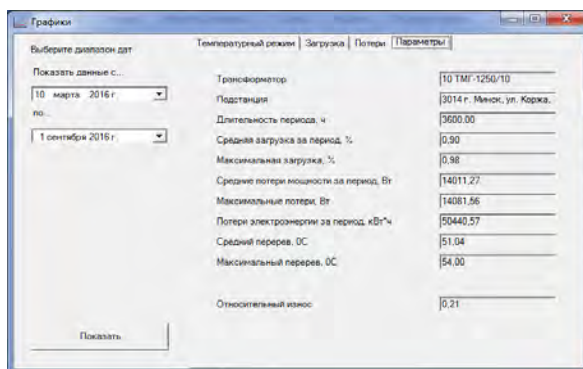 Графики
Выберите диапазон дат
Показать данные с...
10 марта 2016 г
по...
1 сентября 2016 г
Показать
Температурный режим Загрузка Потери Параметры
Трансформатор 10 ТМГ-1250/10
Подстанция 3014 г. Минск, ул. Коржа,
Длительность периода, ч 3600,00
Средняя загрузка за период, % 0,90
Максимальная загрузка, % 0,98
Средние потери мощности за период, Вт 14011,27
Максимальные потери, Вт 14081,56
Потери электроэнергии за период, кВт*ч 50440,57
Средний перегрев, 0С 51,04
Максимальный перегрев, 0С 54,00
Относительный износ 0,21